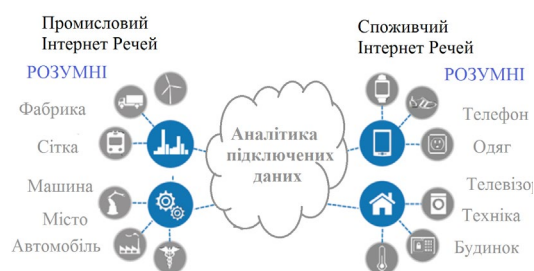 Промисловий
Інтернет Речей
РОЗУМНІ
Фабрика
Сітка
Машина
Місто
Автомобіль
Аналітика
підключених
даних
Споживчий
Інтернет Речей
РОЗУМНІ
Телефон
Одяг
Телевізор
Техніка
Будинок